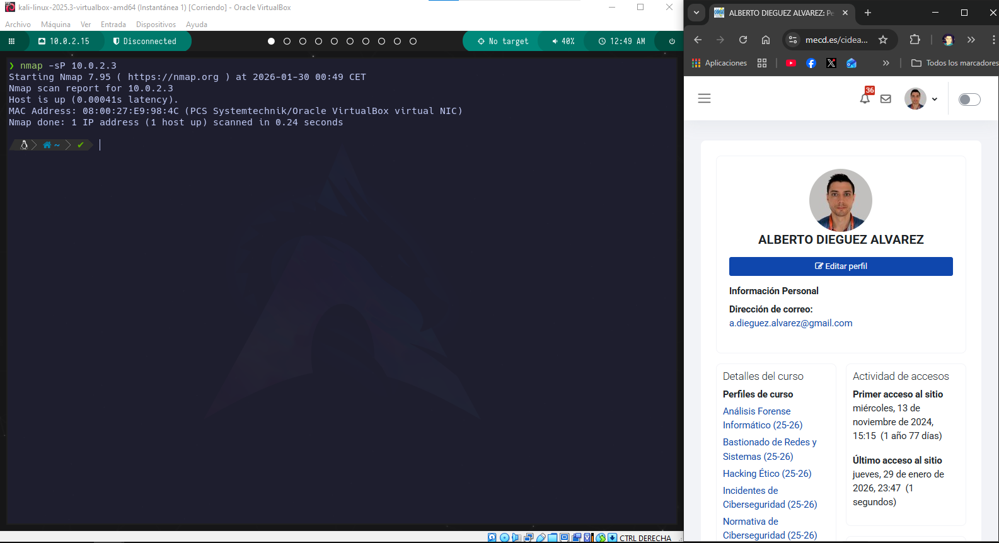 kali-linux-2025.3-virtualbox-amd64 (Instantánea 1) [Corriendo] - Oracle VirtualBox
Archivo Máquina Ver Entrada Dispositivos Ayuda
10.0.2.15 Disconnected No target 40% 12:49 AM
❯ nmap -sP 10.0.2.3
Starting Nmap 7.95 ( https://nmap.org ) at 2026-01-30 00:49 CET
Nmap scan report for 10.0.2.3
Host is up (0.00041s latency).
MAC Address: 08:00:27:E9:98:4C (PCS Systemtechnik/Oracle VirtualBox virtual NIC)
Nmap done: 1 IP address (1 host up) scanned in 0.24 seconds
~ ✔
CTRL DERECHA
ALBERTO DIEGUEZ ALVAREZ: Pe
mecd.es/cidea...
Aplicaciones » Todos los marcadores
36
ALBERTO DIEGUEZ ALVAREZ
Editar perfil
Información Personal
Dirección de correo:
a.dieguez.alvarez@gmail.com
Detalles del curso
Perfiles de curso
Análisis Forense
Informático (25-26)
Bastionado de Redes y
Sistemas (25-26)
Hacking Ético (25-26)
Incidentes de
Ciberseguridad (25-26)
Normativa de
Ciberseguridad (25-26)
Actividad de accesos
Primer acceso al sitio
miércoles, 13 de
noviembre de 2024,
15:15 (1 año 77 días)
Último acceso al sitio
jueves, 29 de enero de
2026, 23:47 (1
segundos)